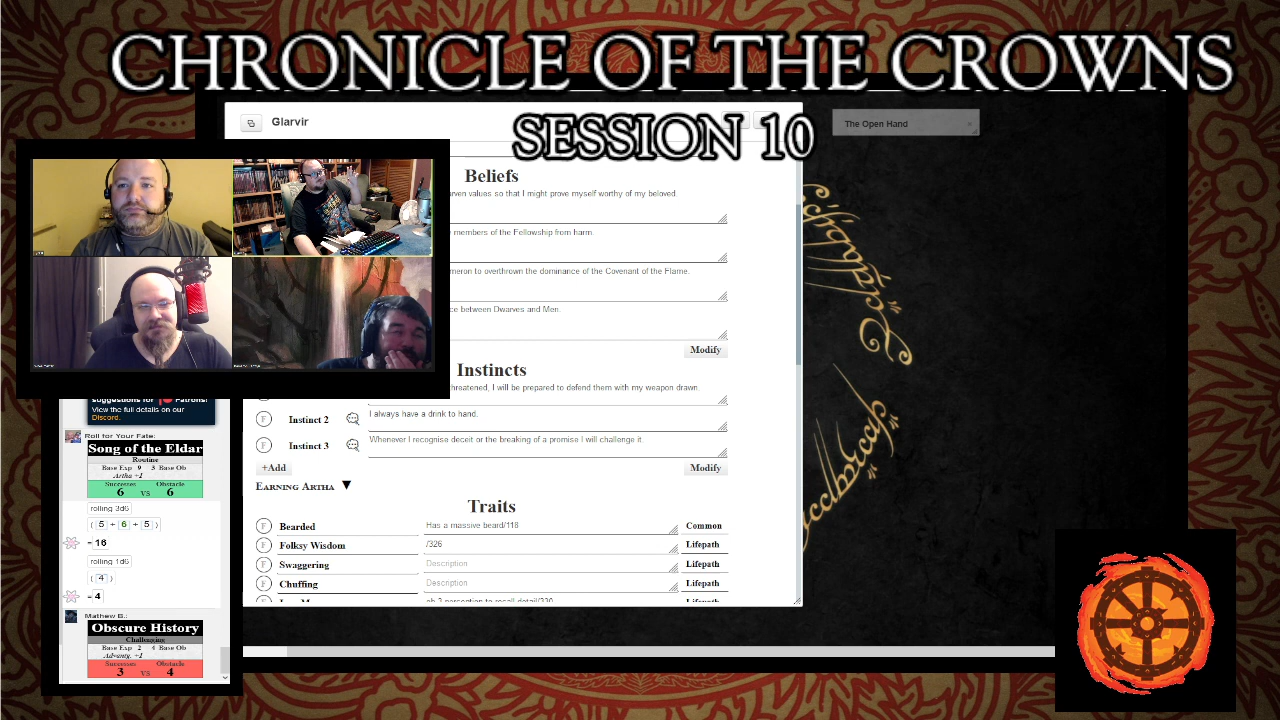 CHRONICLE OF THE CROWNS
SESSION 10
Glarvir
The Open Hand
Beliefs
values so that I might prove myself worthy of my beloved.
members of the Fellowship from harm.
to overthrown the dominance of the Covenant of the Flame.
between Dwarves and Men.
Modify
Instincts
threatened, I will be prepared to defend them with my weapon drawn.
F Instinct 2 I always have a drink to hand.
F Instinct 3 Whenever I recognise deceit or the breaking of a promise I will challenge it.
+Add Modify
Earning Artha ▼
Traits
F Bearded Has a massive beard/118 Common
F Folksy Wisdom /326 Lifepath
F Swaggering Description Lifepath
F Chuffing Description Lifepath
suggestions for Patrons!
View the full details on our
Discord.
Roll for Your Fate:
Song of the Eldar
Routine
Base Exp 9 3 Base Ob
Artha +1
Successes Obstacle
6 vs 6
rolling 3d6
( 5 + 6 + 5 )
= 16
rolling 1d6
( 4 )
= 4
Mathew B.:
Obscure History
Challenging
Base Exp 2 4 Base Ob
Advantg. +1
Successes Obstacle
3 vs 4